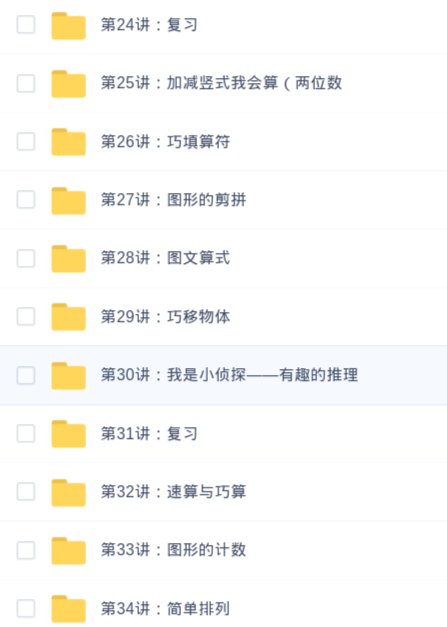 第24讲：复习
第25讲：加减竖式我会算（两位数
第26讲：巧填算符
第27讲：图形的剪拼
第28讲：图文算式
第29讲：巧移物体
第30讲：我是小侦探——有趣的推理
第31讲：复习
第32讲：速算与巧算
第33讲：图形的计数
第34讲：简单排列